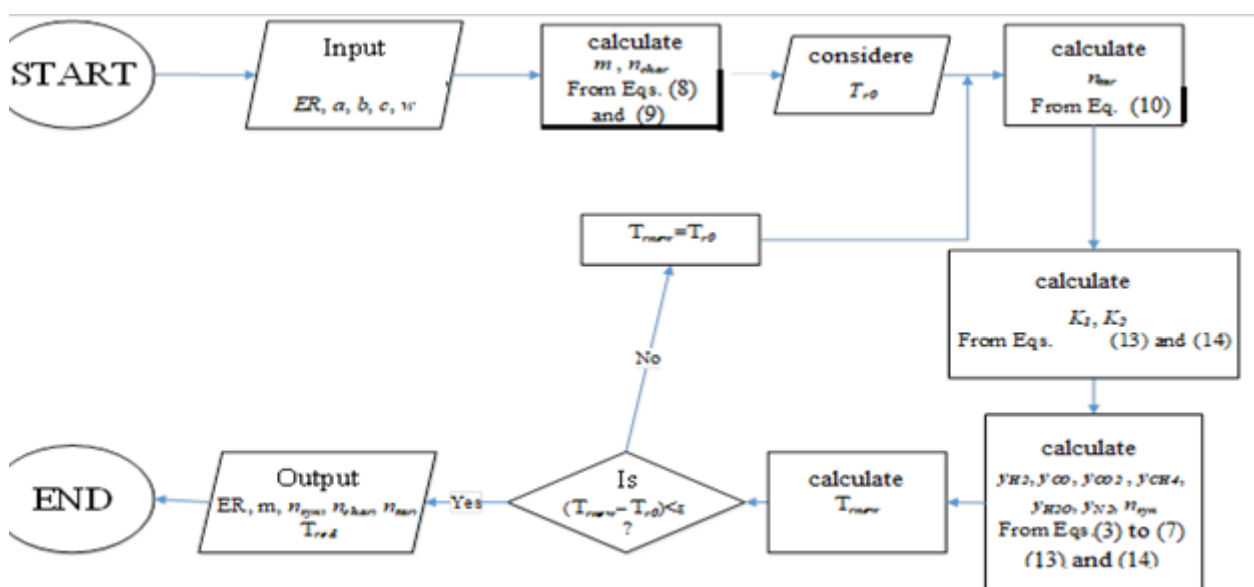 START
Input
ER, a, b, c, w
calculate
m , n_char
From Eqs. (8)
and (9)
considere
T_r0
calculate
n_tar
From Eq. (10)
T_rnew=T_r0
calculate
K_1, K_2
From Eqs. (13) and (14)
No
calculate
y_H2, y_CO, y_CO2, y_CH4,
y_H2O, y_N2, n_syn
From Eqs.(3) to (7)
(13) and (14)
calculate
T_rnew
Is
(T_rnew–T_r0)<ε
?
Yes
Output
ER, m, n_syn, n_char, n_tar,
T_red
END